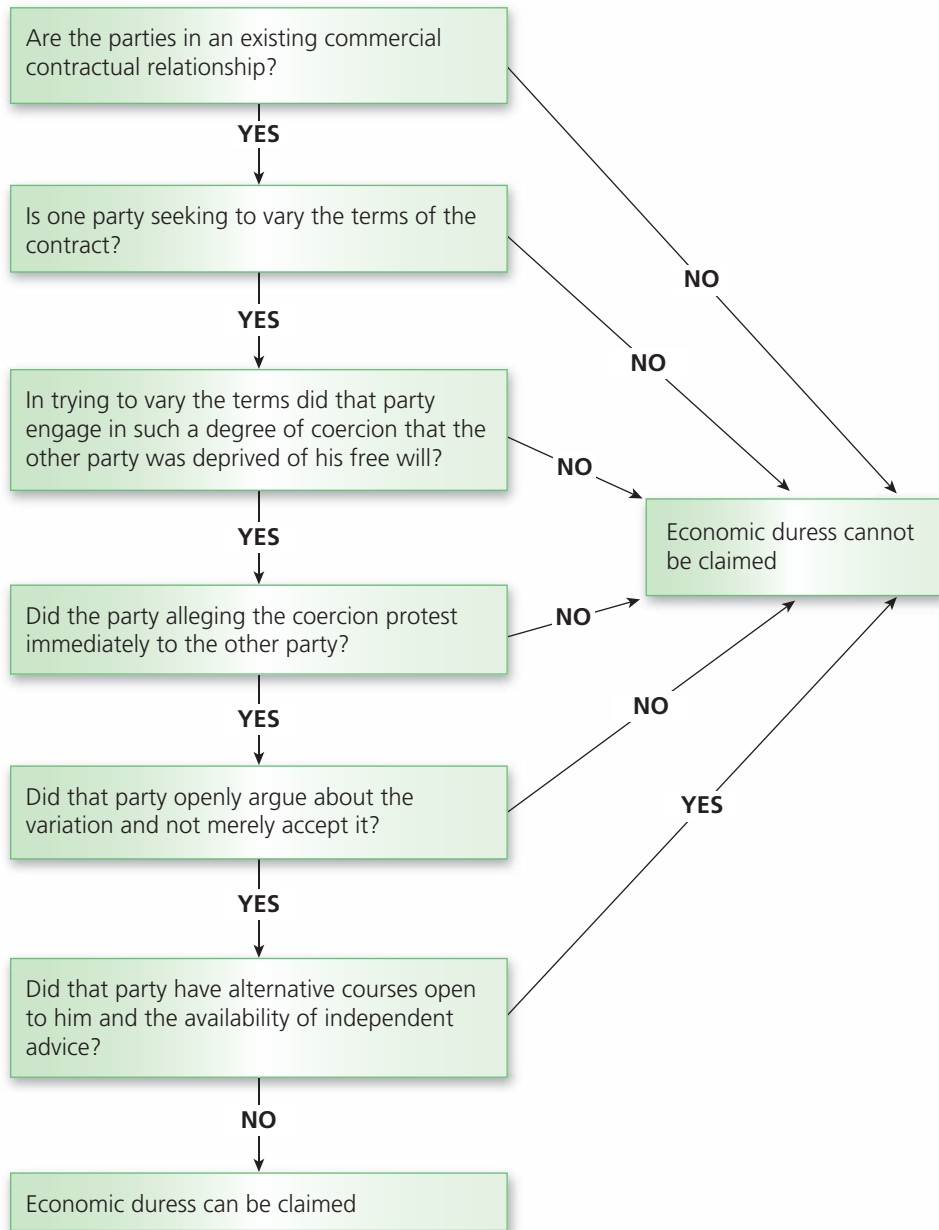 Are the parties in an existing commercial
contractual relationship?
YES
NO
Is one party seeking to vary the terms of the
contract?
YES
NO
In trying to vary the terms did that party
engage in such a degree of coercion that the
other party was deprived of his free will?
NO
YES
Economic duress cannot
be claimed
Did the party alleging the coercion protest
immediately to the other party?
NO
YES
Did that party openly argue about the
variation and not merely accept it?
NO
YES
YES
Did that party have alternative courses open
to him and the availability of independent
advice?
NO
Economic duress can be claimed